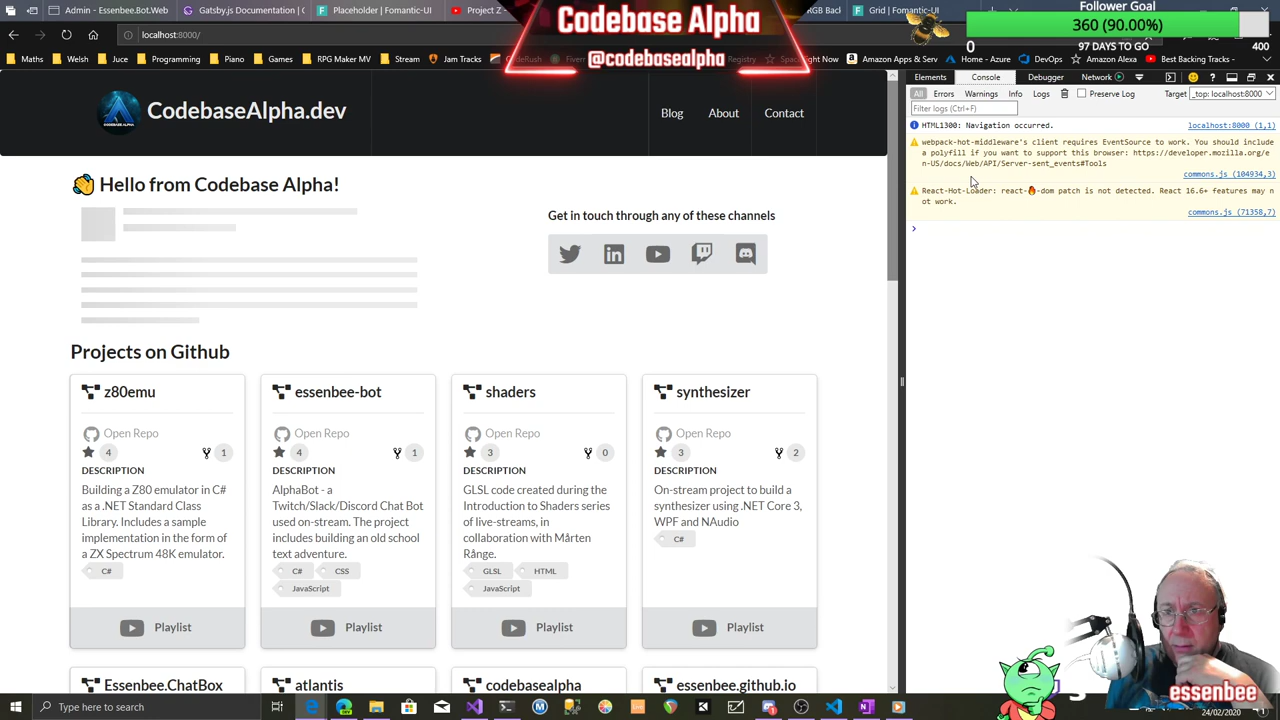 Admin - Essenbee.Bot.Web
Gatsby.js - Documentation - GU
Placeholder | Fomantic-UI
Project Z
RGB Bacl
Grid | Fomantic-UI
Codebase Alpha
@codebasealpha
Follower Goal
360 (90.00%)
0
97 DAYS TO GO
400
localhost:8000/
Maths
Welsh
Juce
Programming
Piano
Games
RPG Maker MV
Stream
Jam Tracks
Amazon Apps & Serv
Home - Azure
DevOps
Amazon Alexa
Best Backing Tracks -
CodebaseAlpha.dev
Blog
About
Contact
👋 Hello from Codebase Alpha!
Get in touch through any of these channels
Projects on Github
z80emu
Open Repo
4
1
DESCRIPTION
Building a Z80 emulator in C#
as a .NET Standard Class
Library. Includes a sample
implementation in the form of
a ZX Spectrum 48K emulator.
C#
Playlist
essenbee-bot
Open Repo
4
1
DESCRIPTION
AlphaBot - a
Twitch/Slack/Discord Chat Bot
used on-stream. The project
includes building an old school
text adventure.
C#
CSS
JavaScript
Playlist
shaders
Open Repo
3
0
DESCRIPTION
GLSL code created during the
Introduction to Shaders series
of live-streams, in
collaboration with Mårten
Rånge.
GLSL
HTML
JavaScript
Playlist
synthesizer
Open Repo
3
2
DESCRIPTION
On-stream project to build a
synthesizer using .NET Core 3,
WPF and NAudio
C#
Playlist
Essenbee.ChatBox
atlantis
codebasealpha
essenbee.github.io
Elements
Console
Debugger
Network
All
Errors
Warnings
Info
Logs
Preserve Log
Target
_top: localhost:8000
Filter logs (Ctrl+F)
HTML1300: Navigation occurred.
localhost:8000 (1,1)
webpack-hot-middleware's client requires EventSource to work. You should include
a polyfill if you want to support this browser: https://developer.mozilla.org/e
n-US/docs/Web/API/Server-sent_events#Tools
commons.js (104934,3)
React-Hot-Loader: react-🔥-dom patch is not detected. React 16.6+ features may n
ot work.
commons.js (71358,7)
essenbee
Type here to search
24/02/2020